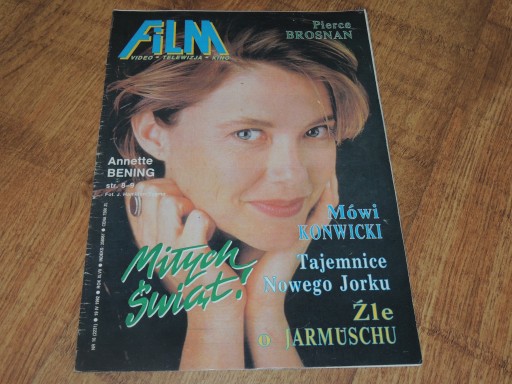 FiLM
VIDEO • TELEWIZJA • KINO
Pierce
BROSNAN
Annette
BENING
str. 8-9
Fot. J.
Mówi
KONWICKI
Tajemnice
Nowego Jorku
Miłych
Świąt!
Źle
o JARMUSCHU